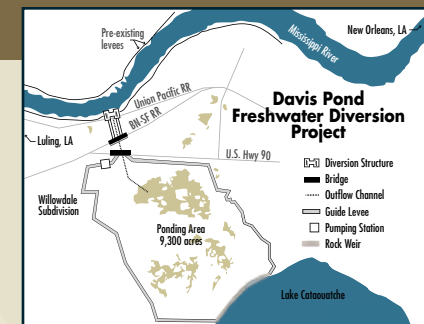 Pre-existing
levees
Mississippi River
New Orleans, LA
Union Pacific RR
BN-SF RR
Davis Pond
Freshwater Diversion
Project
Luling, LA
U.S. Hwy 90
Diversion Structure
Bridge
Outflow Channel
Guide Levee
Pumping Station
Rock Weir
Willowdale
Subdivision
Ponding Area
9,300 acres
Lake Cataouatche